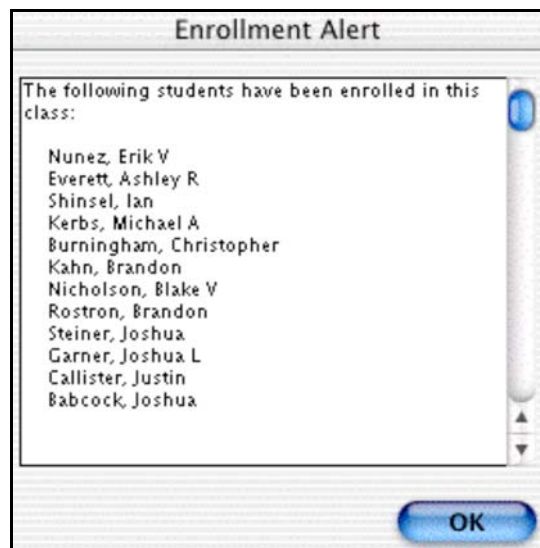 Enrollment Alert
The following students have been enrolled in this
class:
Nunez, Erik V
Everett, Ashley R
Shinsel, Ian
Kerbs, Michael A
Burningham, Christopher
Kahn, Brandon
Nicholson, Blake V
Rostron, Brandon
Steiner, Joshua
Garner, Joshua L
Callister, Justin
Babcock, Joshua
OK